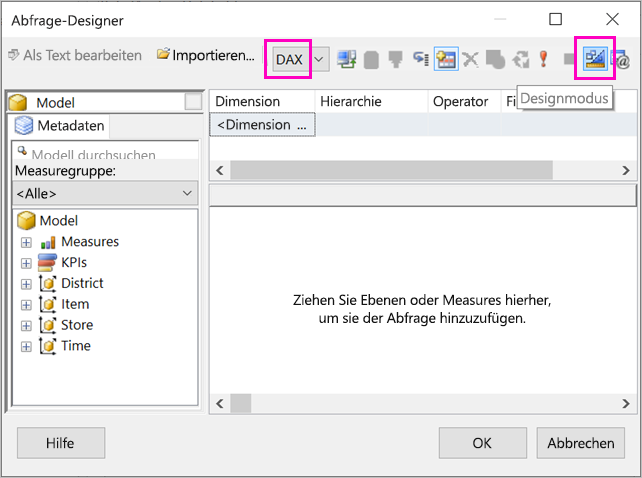 Abfrage-Designer
Als Text bearbeiten Importieren... DAX
Designmodus
Model
Metadaten
Modell durchsuchen
Measuregruppe:
<Alle>
Model
Measures
KPIs
District
Item
Store
Time
Dimension Hierarchie Operator
<Dimension ...
Ziehen Sie Ebenen oder Measures hierher,
um sie der Abfrage hinzuzufügen.
Hilfe OK Abbrechen